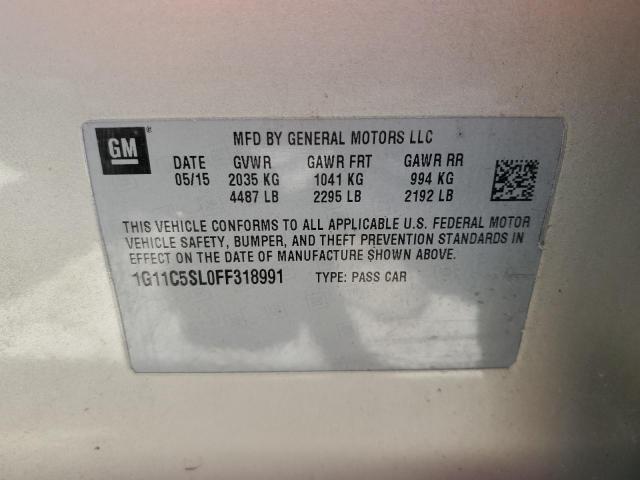 GM ®
MFD BY GENERAL MOTORS LLC
DATE GVWR GAWR FRT GAWR RR
05/15 2035 KG 1041 KG 994 KG
4487 LB 2295 LB 2192 LB
THIS VEHICLE CONFORMS TO ALL APPLICABLE U.S. FEDERAL MOTOR
VEHICLE SAFETY, BUMPER, AND THEFT PREVENTION STANDARDS IN
EFFECT ON THE DATE OF MANUFACTURE SHOWN ABOVE.
1G11C5SL0FF318991 TYPE: PASS CAR